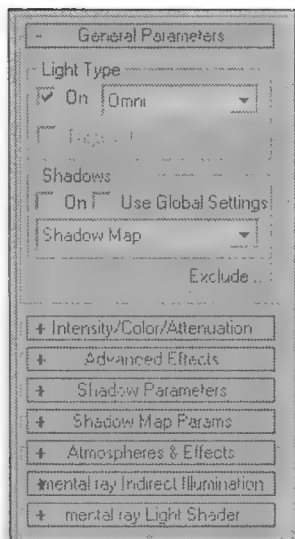 - General Parameters
Light Type
On Omni
Shadows
On Use Global Settings
Shadow Map
Exclude...
+ Intensity/Color/Attenuation
+ Advanced Effects
+ Shadow Parameters
+ Shadow Map Params
+ Atmospheres & Effects
+ mental ray Indirect Illumination
+ mental ray Light Shader